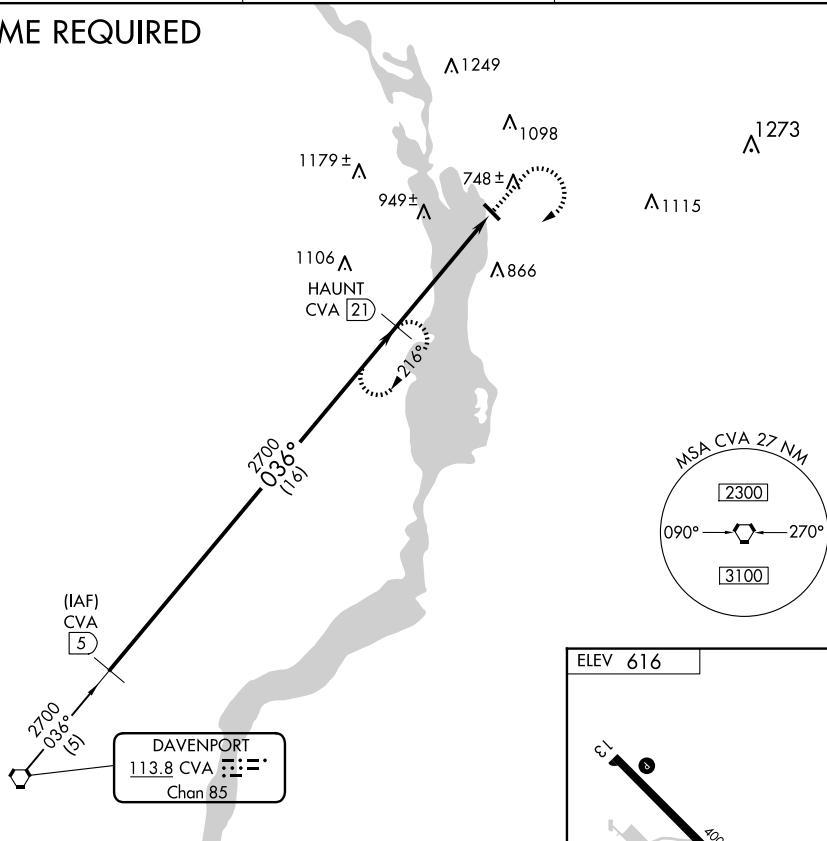 ME REQUIRED
1249
1098
1273
1179 ±
748 ±
949 ±
1115
1106
866
HAUNT
CVA 21
216°
2700
036°
(16)
MSA CVA 27 NM
2300
090°
270°
3100
(IAF)
CVA
5
2700
036°
(5)
DAVENPORT
113.8 CVA
Chan 85
ELEV 616
13
P
400